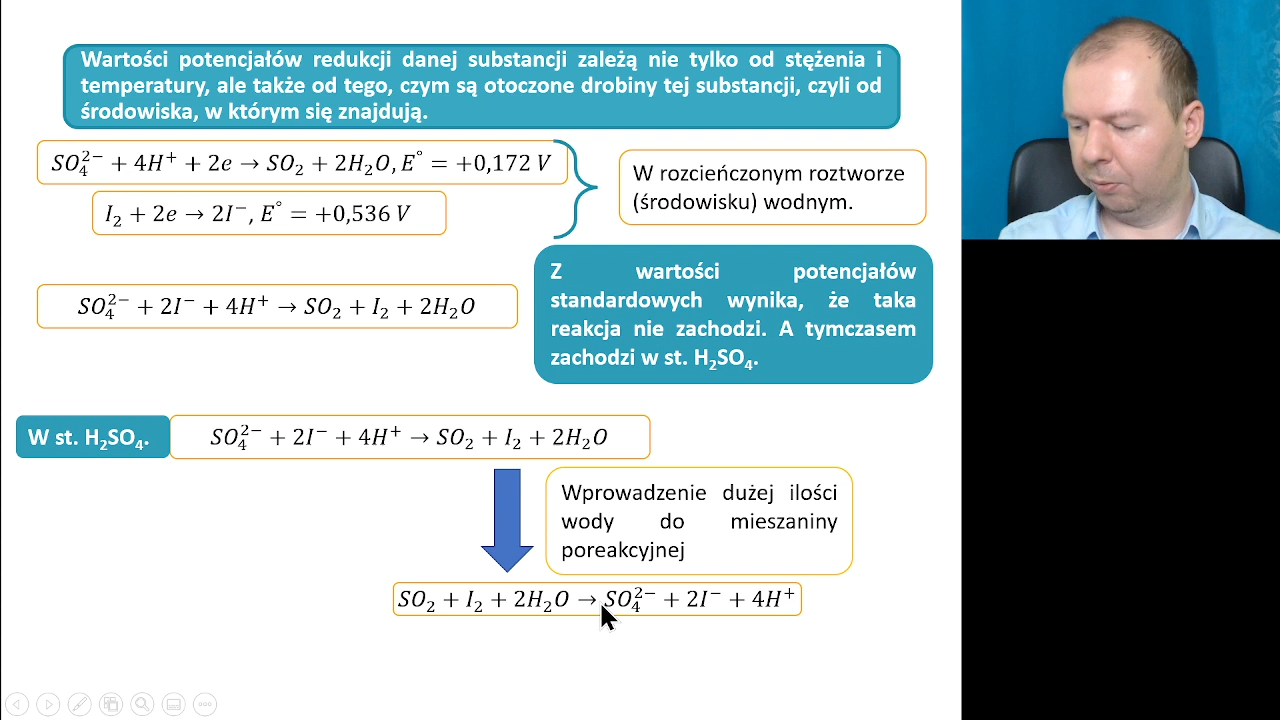 Wartości potencjałów redukcji danej substancji zależą nie tylko od stężenia i
temperatury, ale także od tego, czym są otoczone drobiny tej substancji, czyli od
środowiska, w którym się znajdują.
SO₄²⁻ + 4H⁺ + 2e → SO₂ + 2H₂O, E° = +0,172 V
I₂ + 2e → 2I⁻, E° = +0,536 V
W rozcieńczonym roztworze
(środowisku) wodnym.
SO₄²⁻ + 2I⁻ + 4H⁺ → SO₂ + I₂ + 2H₂O
Z wartości potencjałów
standardowych wynika, że taka
reakcja nie zachodzi. A tymczasem
zachodzi w st. H₂SO₄.
W st. H₂SO₄.
SO₄²⁻ + 2I⁻ + 4H⁺ → SO₂ + I₂ + 2H₂O
Wprowadzenie dużej ilości
wody do mieszaniny
poreakcyjnej
SO₂ + I₂ + 2H₂O → SO₄²⁻ + 2I⁻ + 4H⁺